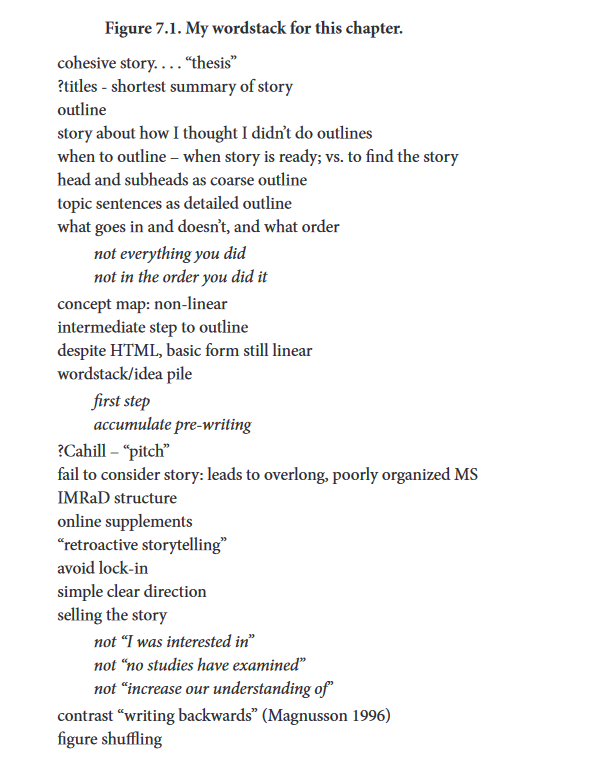 Figure 7.1. My wordstack for this chapter.
cohesive story. . . . “thesis”
?titles - shortest summary of story
outline
story about how I thought I didn’t do outlines
when to outline – when story is ready; vs. to find the story
head and subheads as coarse outline
topic sentences as detailed outline
what goes in and doesn’t, and what order
not everything you did
not in the order you did it
concept map: non-linear
intermediate step to outline
despite HTML, basic form still linear
wordstack/idea pile
first step
accumulate pre-writing
?Cahill – “pitch”
fail to consider story: leads to overlong, poorly organized MS
IMRaD structure
online supplements
“retroactive storytelling”
avoid lock-in
simple clear direction
selling the story
not “I was interested in”
not “no studies have examined”
not “increase our understanding of”
contrast “writing backwards” (Magnusson 1996)
figure shuffling